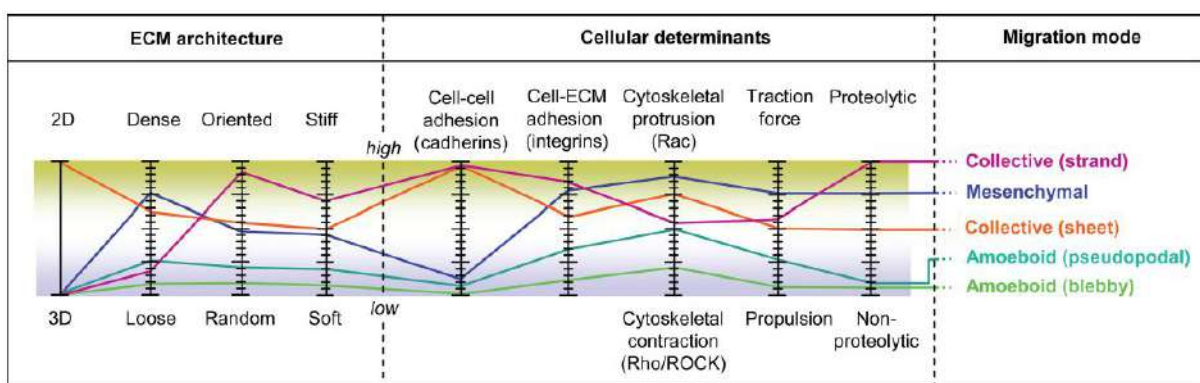 ECM architecture
Cellular determinants
Migration mode
2D
Dense
Oriented
Stiff
high
Cell-cell
adhesion
(cadherins)
Cell-ECM
adhesion
(integrins)
Cytoskeletal
protrusion
(Rac)
Traction
force
Proteolytic
Collective (strand)
Mesenchymal
Collective (sheet)
Amoeboid (pseudopodal)
Amoeboid (blebby)
3D
Loose
Random
Soft
low
Cytoskeletal
contraction
(Rho/ROCK)
Propulsion
Non-
proteolytic